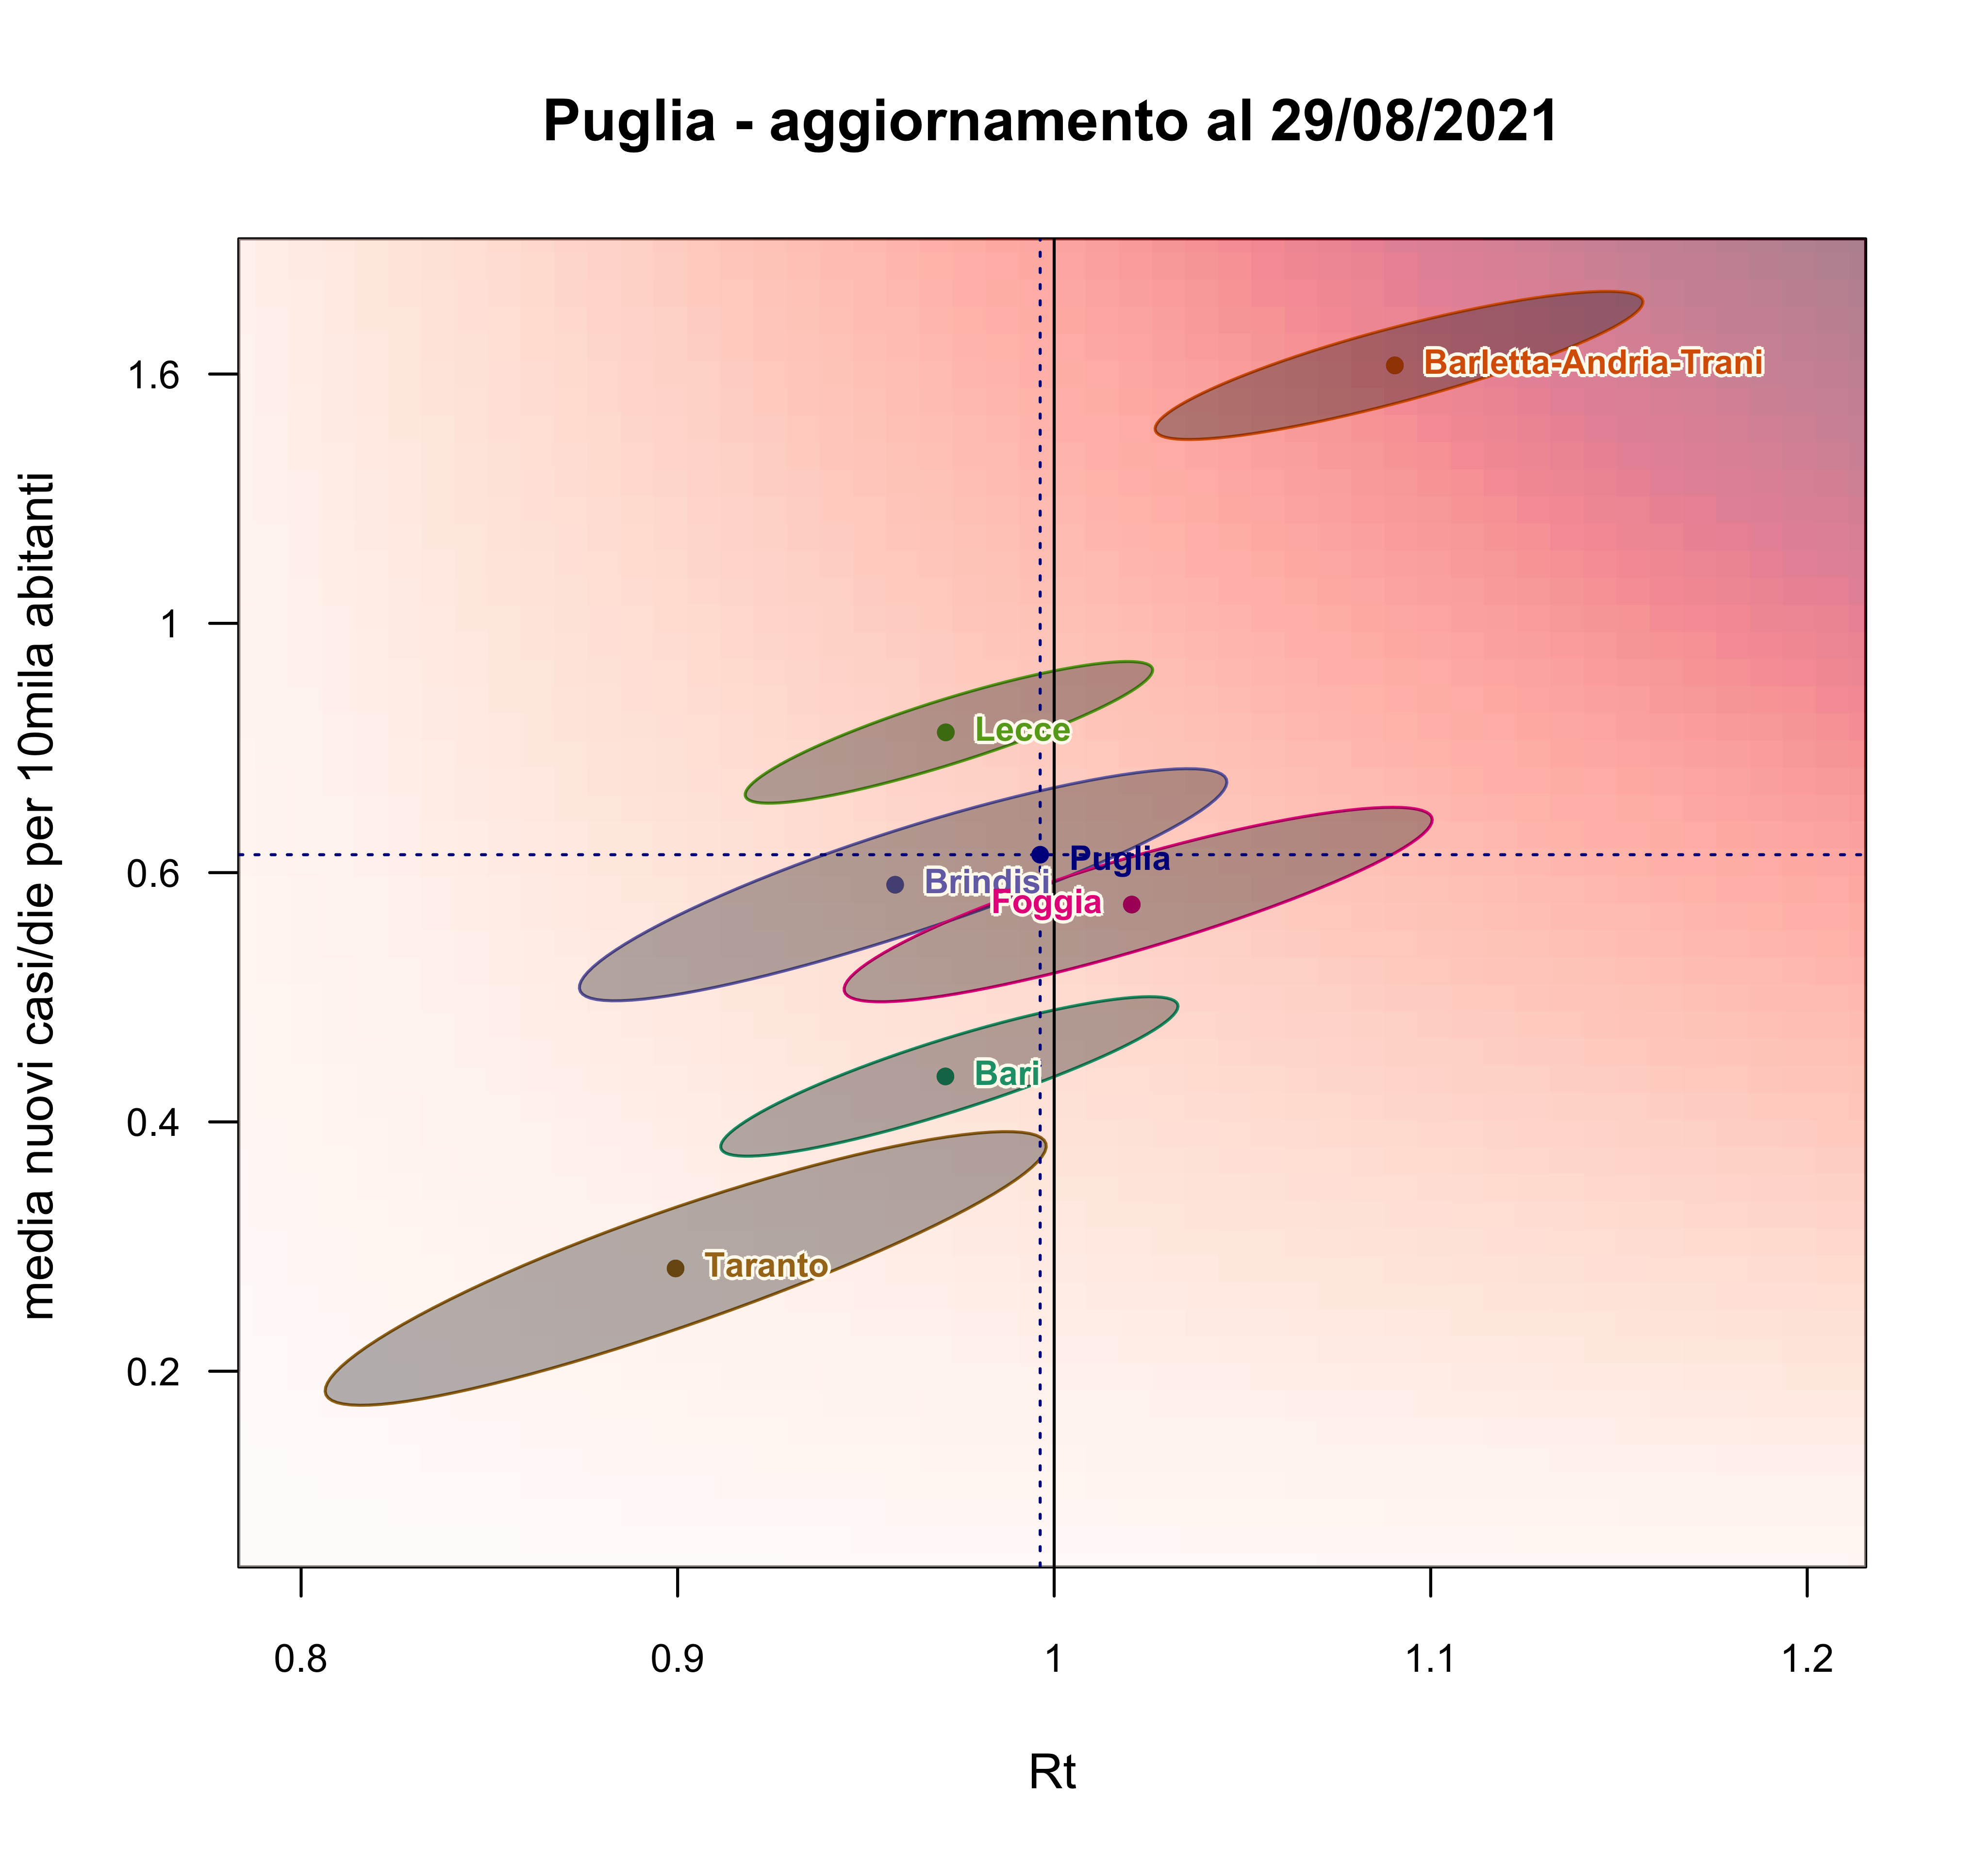 Puglia - aggiornamento al 29/08/2021
media nuovi casi/die per 10mila abitanti
1.6
1
0.6
0.4
0.2
Barletta-Andria-Trani
Lecce
Puglia
Brindisi
Foggia
Bari
Taranto
0.8 0.9 1 1.1 1.2
Rt